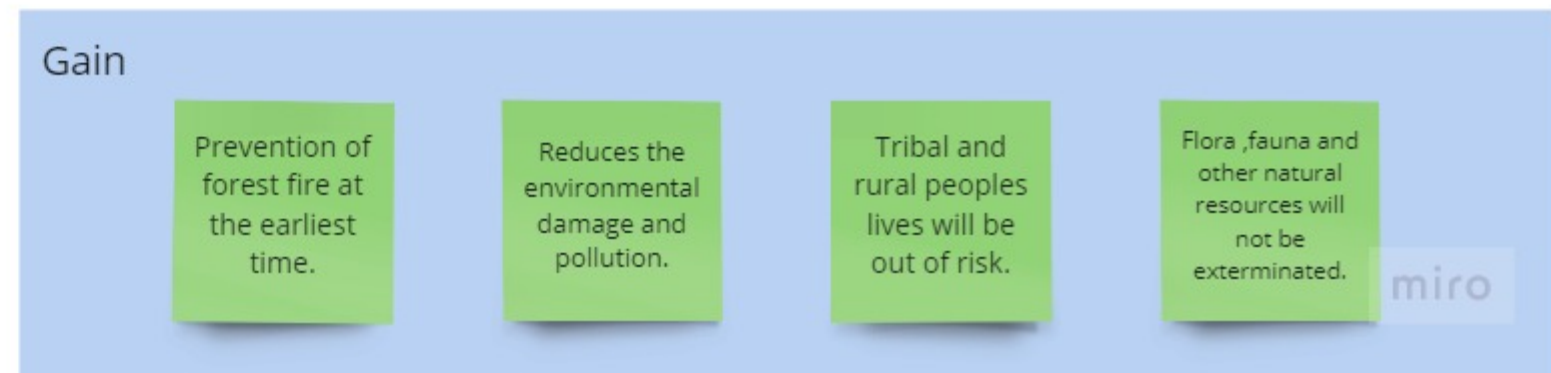 Gain
Prevention of
forest fire at
the earliest
time.
Reduces the
environmental
damage and
pollution.
Tribal and
rural peoples
lives will be
out of risk.
Flora ,fauna and
other natural
resources will
not be
exterminated.
miro